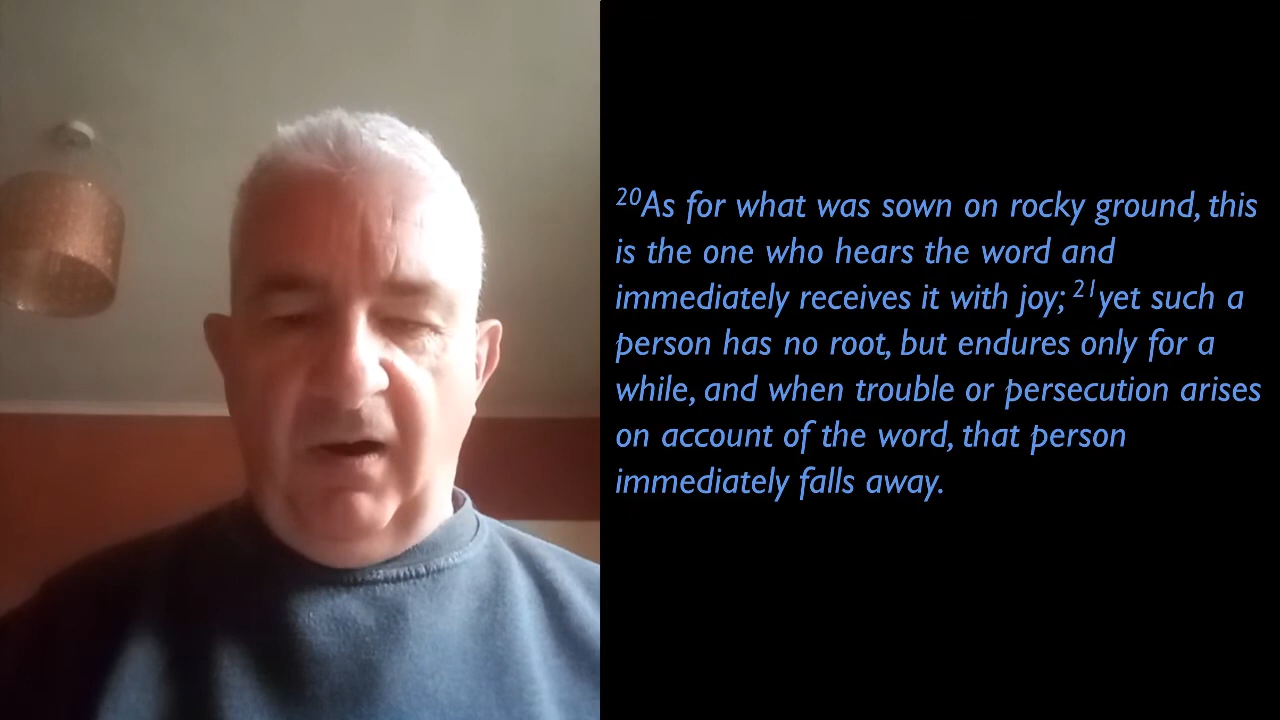 20As for what was sown on rocky ground, this
is the one who hears the word and
immediately receives it with joy; 21yet such a
person has no root, but endures only for a
while, and when trouble or persecution arises
on account of the word, that person
immediately falls away.